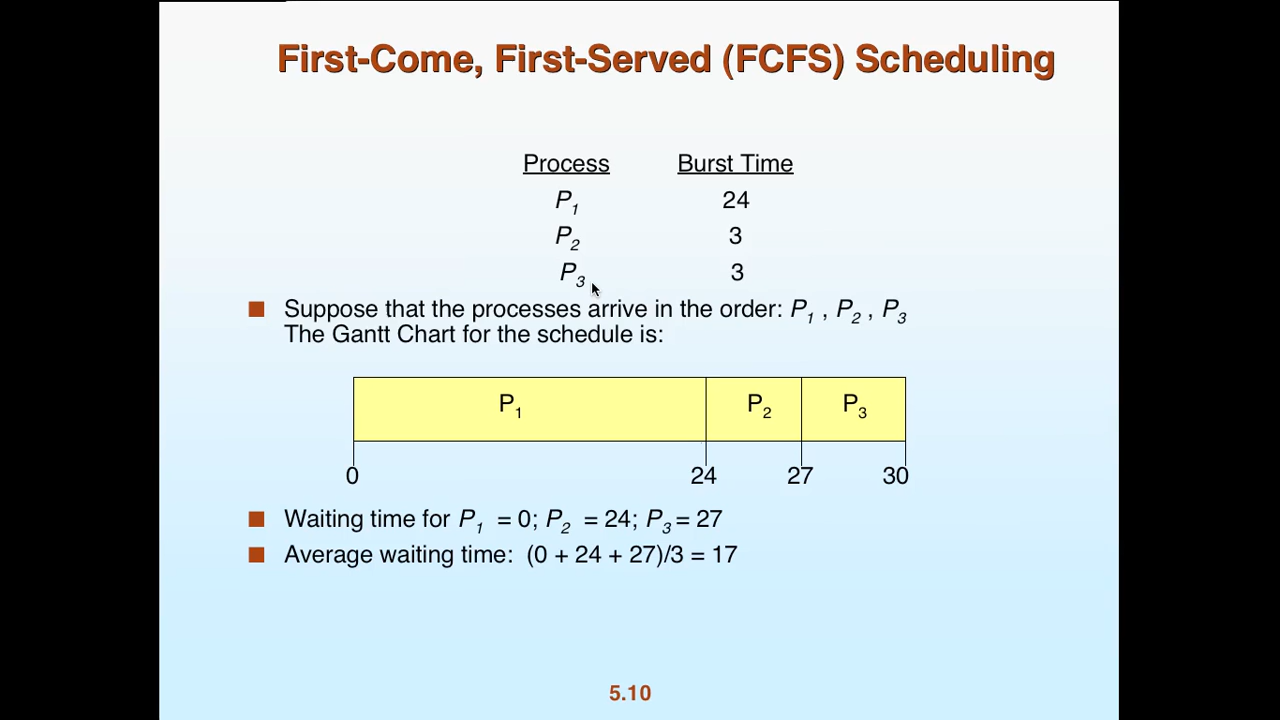 First-Come, First-Served (FCFS) Scheduling
Process Burst Time
P1 24
P2 3
P3 3
Suppose that the processes arrive in the order: P1 , P2 , P3
The Gantt Chart for the schedule is:
P1 P2 P3
0 24 27 30
Waiting time for P1 = 0; P2 = 24; P3 = 27
Average waiting time: (0 + 24 + 27)/3 = 17
5.10